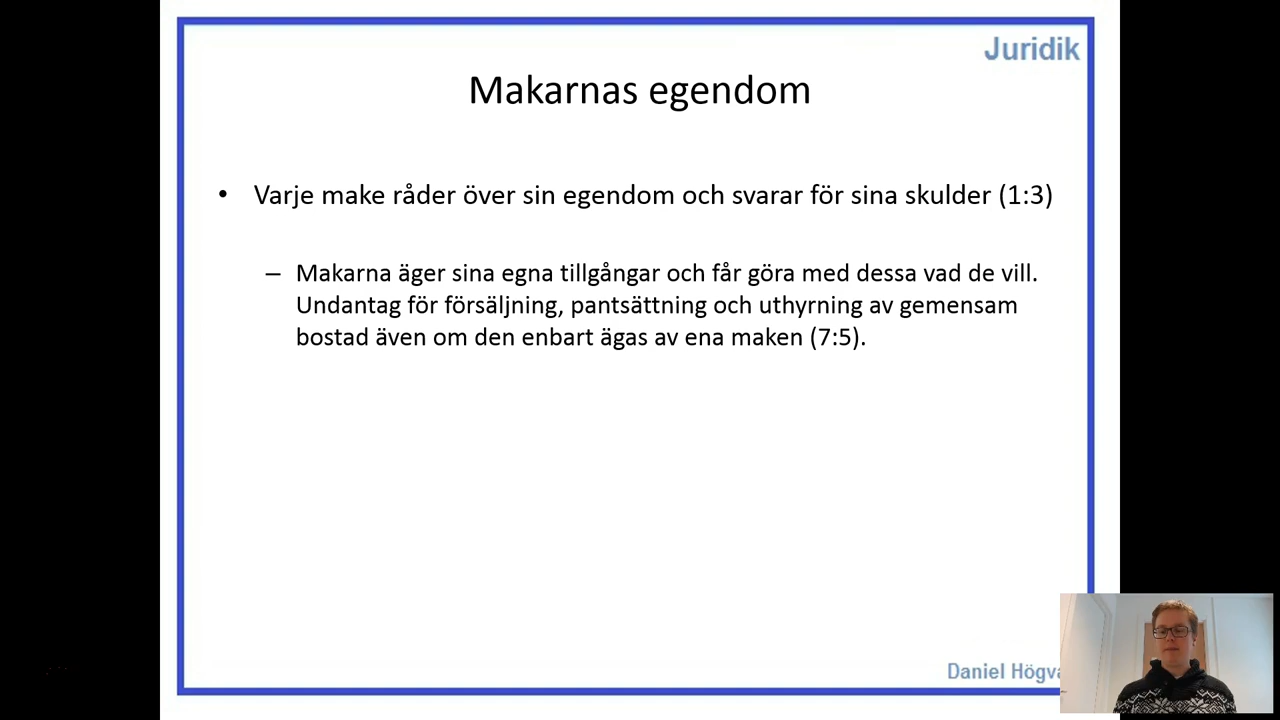 Juridik
Makarnas egendom
• Varje make råder över sin egendom och svarar för sina skulder (1:3)
– Makarna äger sina egna tillgångar och får göra med dessa vad de vill.
Undantag för försäljning, pantsättning och uthyrning av gemensam
bostad även om den enbart ägas av ena maken (7:5).
Daniel